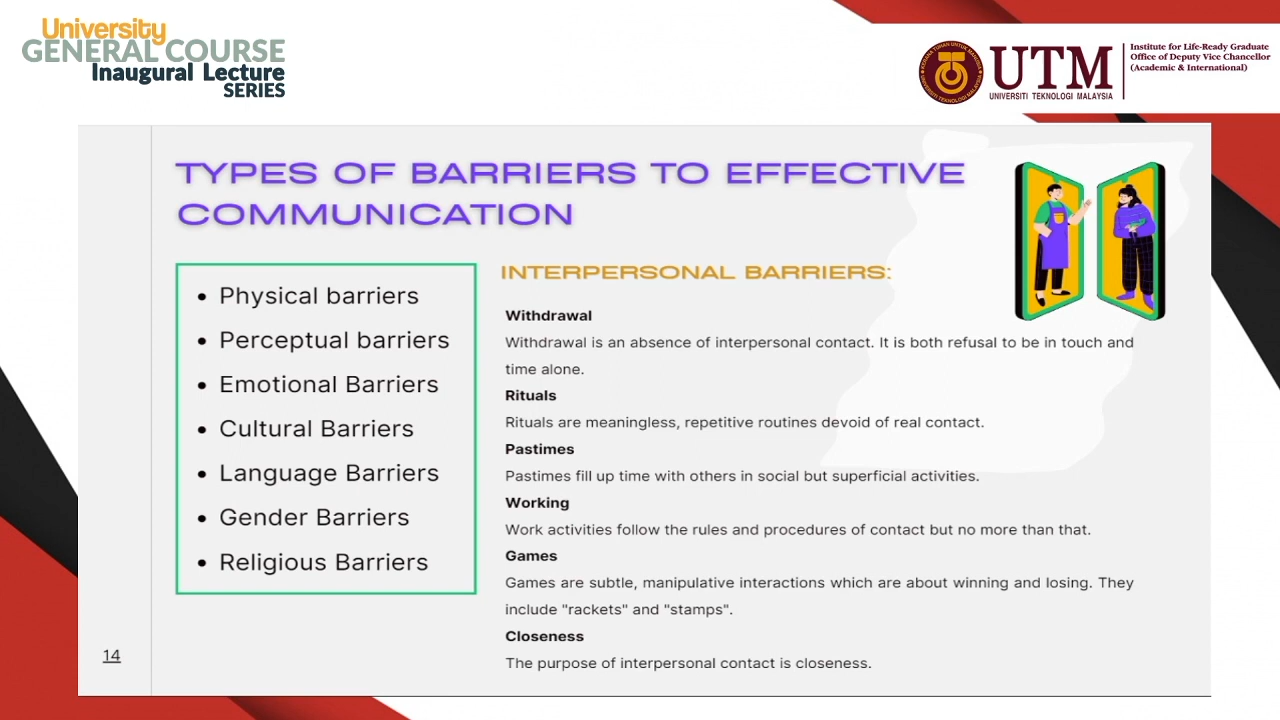 University
GENERAL COURSE
Inaugural Lecture
SERIES
UTM
UNIVERSITI TEKNOLOGI MALAYSIA
Institute for Life-Ready Graduate
Office of Deputy Vice Chancellor
(Academic & International)
TYPES OF BARRIERS TO EFFECTIVE
COMMUNICATION
• Physical barriers
• Perceptual barriers
• Emotional Barriers
• Cultural Barriers
• Language Barriers
• Gender Barriers
• Religious Barriers
INTERPERSONAL BARRIERS:
Withdrawal
Withdrawal is an absence of interpersonal contact. It is both refusal to be in touch and
time alone.
Rituals
Rituals are meaningless, repetitive routines devoid of real contact.
Pastimes
Pastimes fill up time with others in social but superficial activities.
Working
Work activities follow the rules and procedures of contact but no more than that.
Games
Games are subtle, manipulative interactions which are about winning and losing. They
include "rackets" and "stamps".
Closeness
The purpose of interpersonal contact is closeness.
14